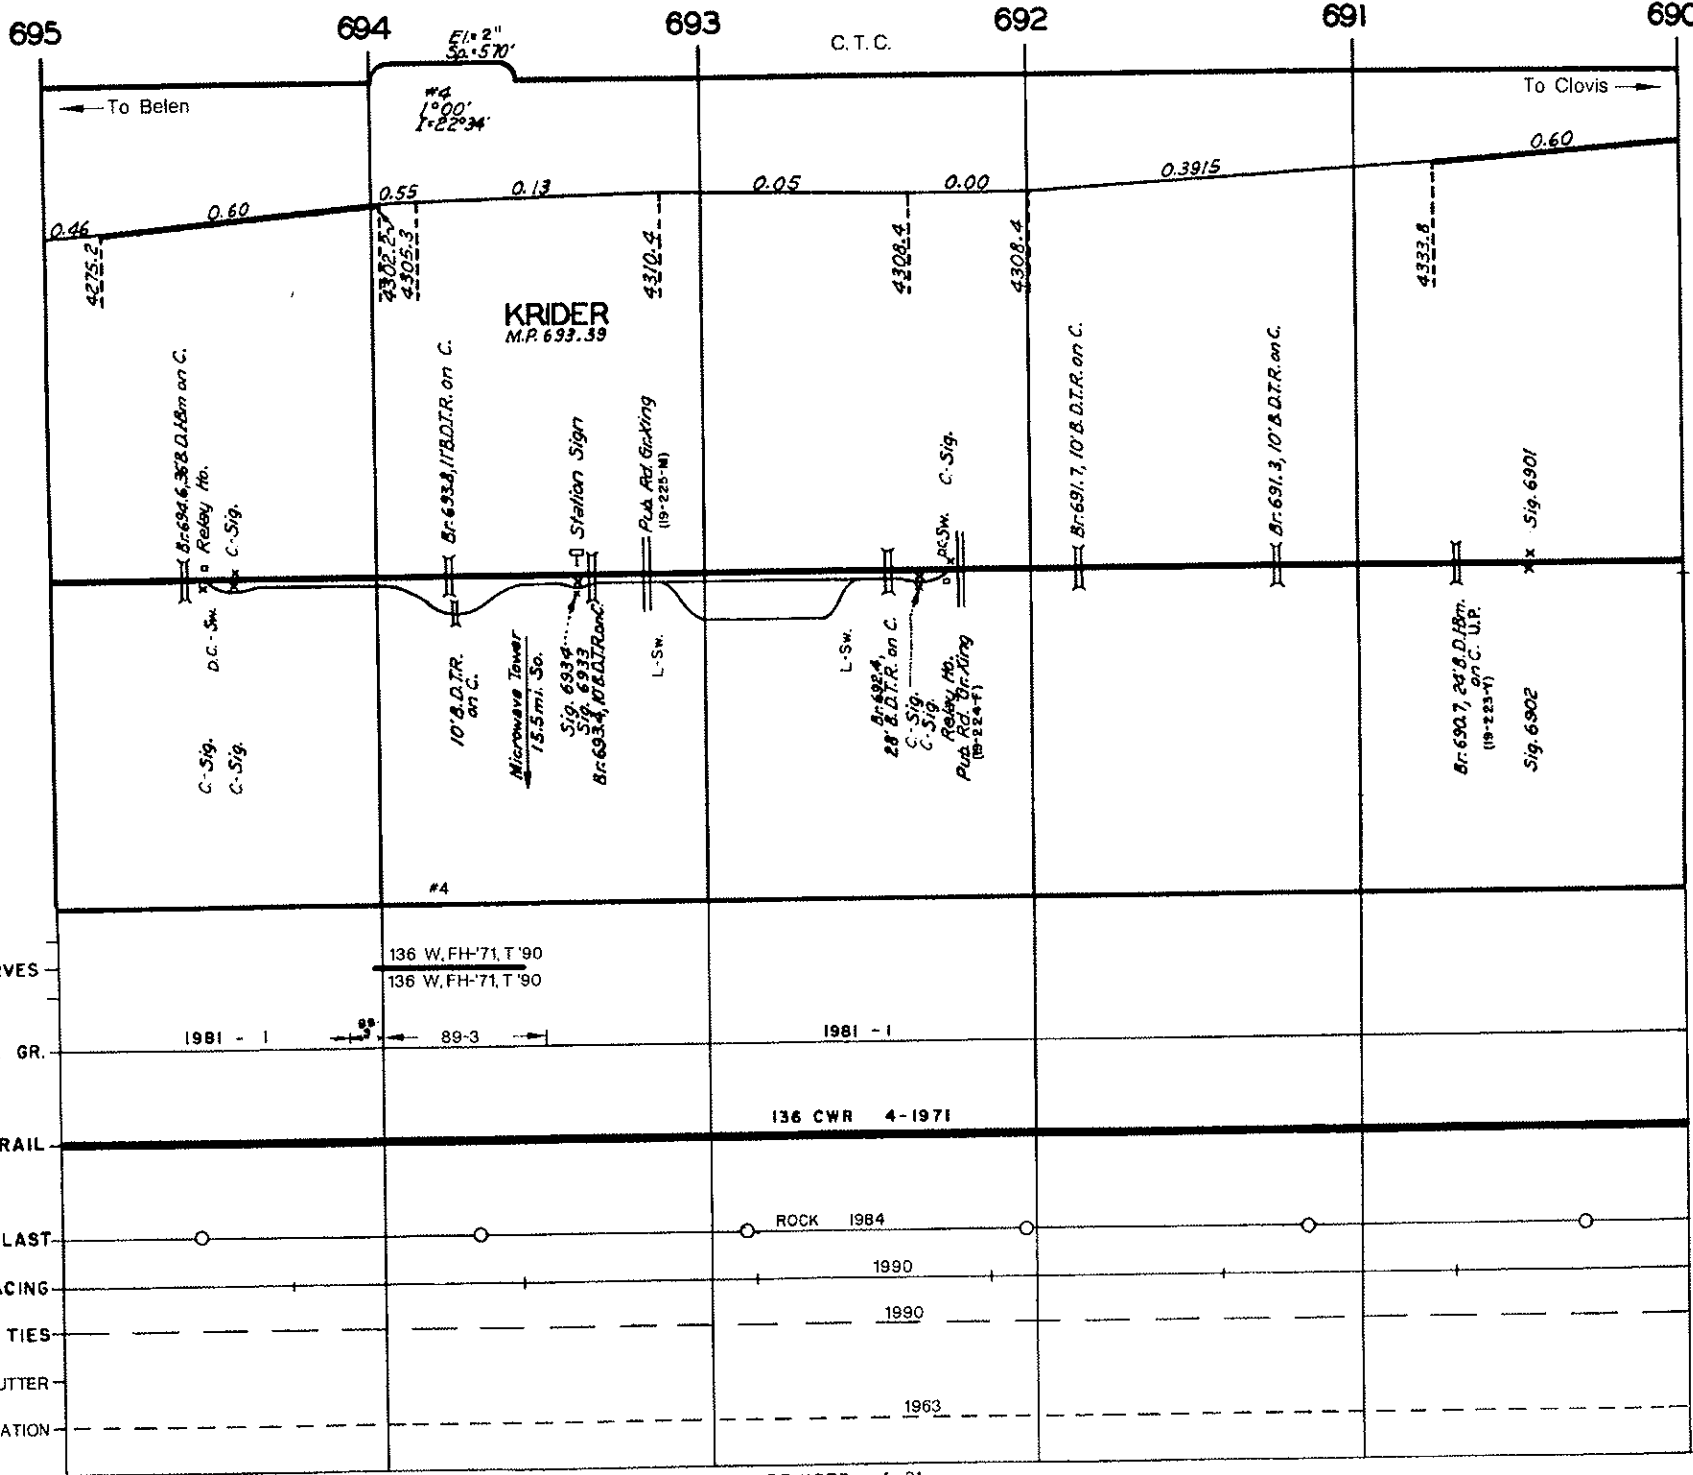 695
694
693
692
691
690
El.=2"
Sp.=570'
C.T.C.
To Belen
To Clovis
#4
1°00'
I=22°34'
0.46
0.60
0.55
0.13
0.05
0.00
0.3915
0.60
4275.2
4302.2
4305.3
4310.4
4308.4
4308.4
4333.8
KRIDER
M.P. 693.39
Br. 694.6, 36' B.D.HBm on C.
Relay Ho.
C-Sig.
Br. 693.8, 11' B.D.T.R. on C.
Station Sign
Pub. Rd. Gr. Xing
(19-225-M)
D.C.-Sw.
C-Sig.
Br. 691.7, 10' B.D.T.R. on C.
Br. 691.3, 10' B.D.T.R. on C.
Sig. 6901
D.C.-Sw.
C-Sig.
C-Sig.
10' B.D.T.R.
on C.
Microwave Tower
15.5 mi. So.
Sig. 6934
Sig. 6933
Br. 693.4, 10' B.D.T.R. on C.
L-Sw.
L-Sw.
Br. 692.4,
28' B.D.T.R. on C.
C-Sig.
C-Sig.
Relay Ho.
Pub. Rd. Gr. Xing
(19-224-F)
Br. 690.7, 24' B.D.HBm.
on C. U.P.
(19-223-Y)
Sig. 6902
#4
136 W, FH-'71, T '90
RVES
136 W, FH-'71, T '90
1981 - 1
89-3
1981 - 1
GR.
136 CWR 4-1971
RAIL
ROCK 1984
LAST
1990
ACING
1990
TIES
UTTER
1963
ATION